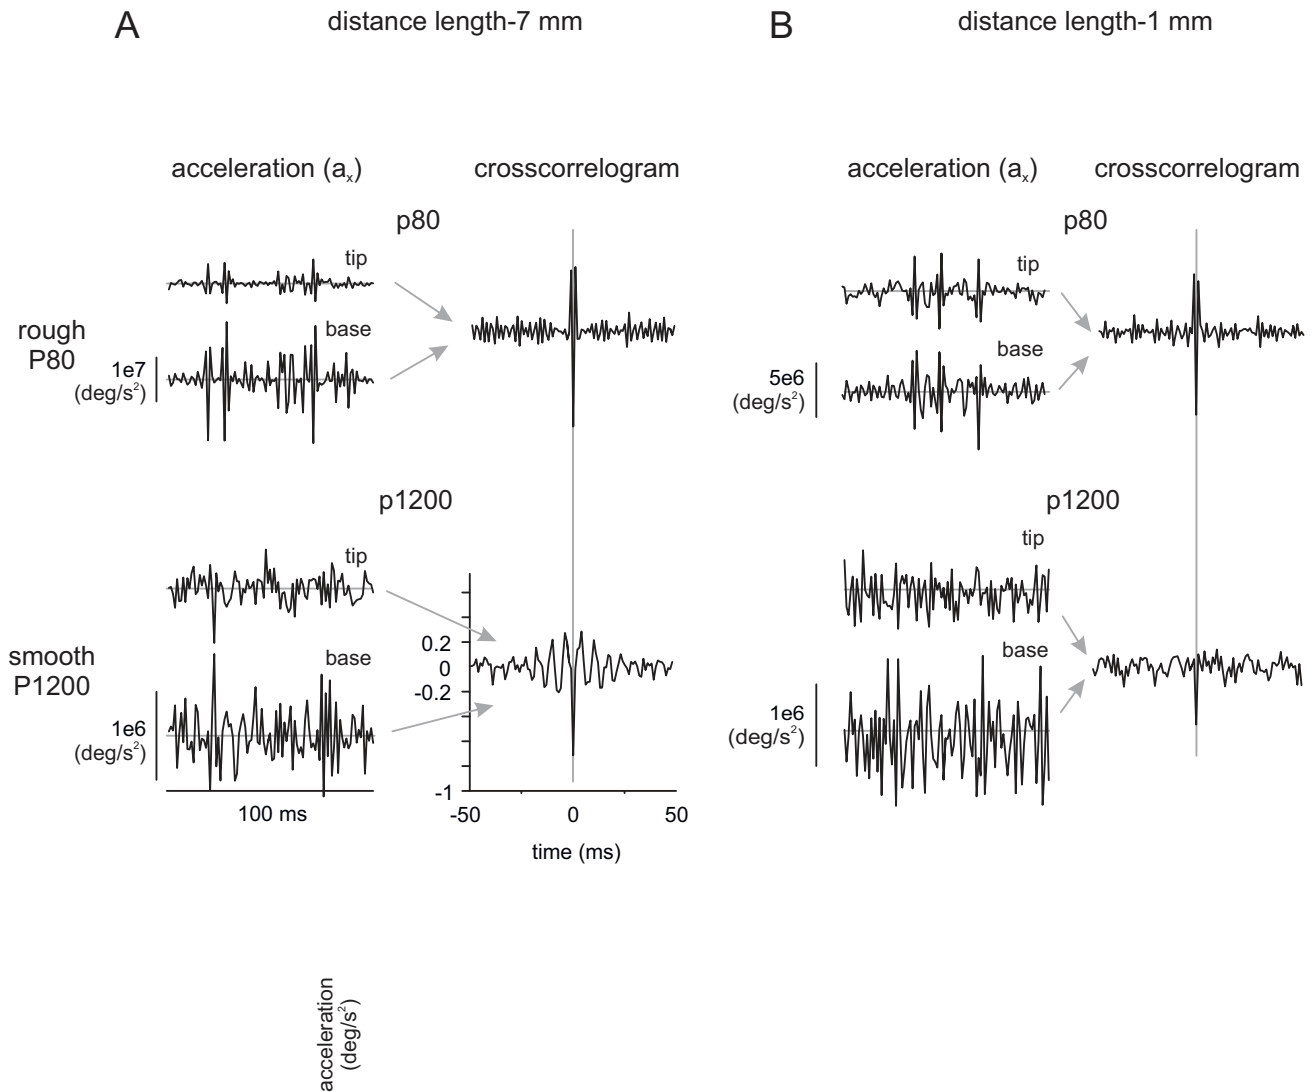 A
distance length-7 mm
B
distance length-1 mm
acceleration (aₓ)
crosscorrelogram
acceleration (aₓ)
crosscorrelogram
p80
p80
tip
tip
rough
P80
base
base
1e7
(deg/s²)
5e6
(deg/s²)
p1200
p1200
tip
tip
smooth
P1200
base
base
1e6
(deg/s²)
1e6
(deg/s²)
0.2
0
-0.2
-1
-50
0
50
100 ms
time (ms)
acceleration
(deg/s²)